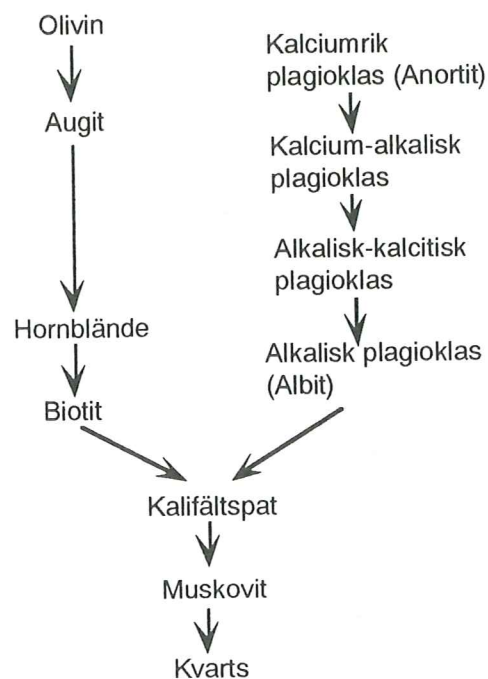 Olivin
Augit
Hornblände
Biotit
Kalciumrik
plagioklas (Anortit)
Kalcium-alkalisk
plagioklas
Alkalisk-kalcitisk
plagioklas
Alkalisk plagioklas
(Albit)
Kalifältspat
Muskovit
Kvarts